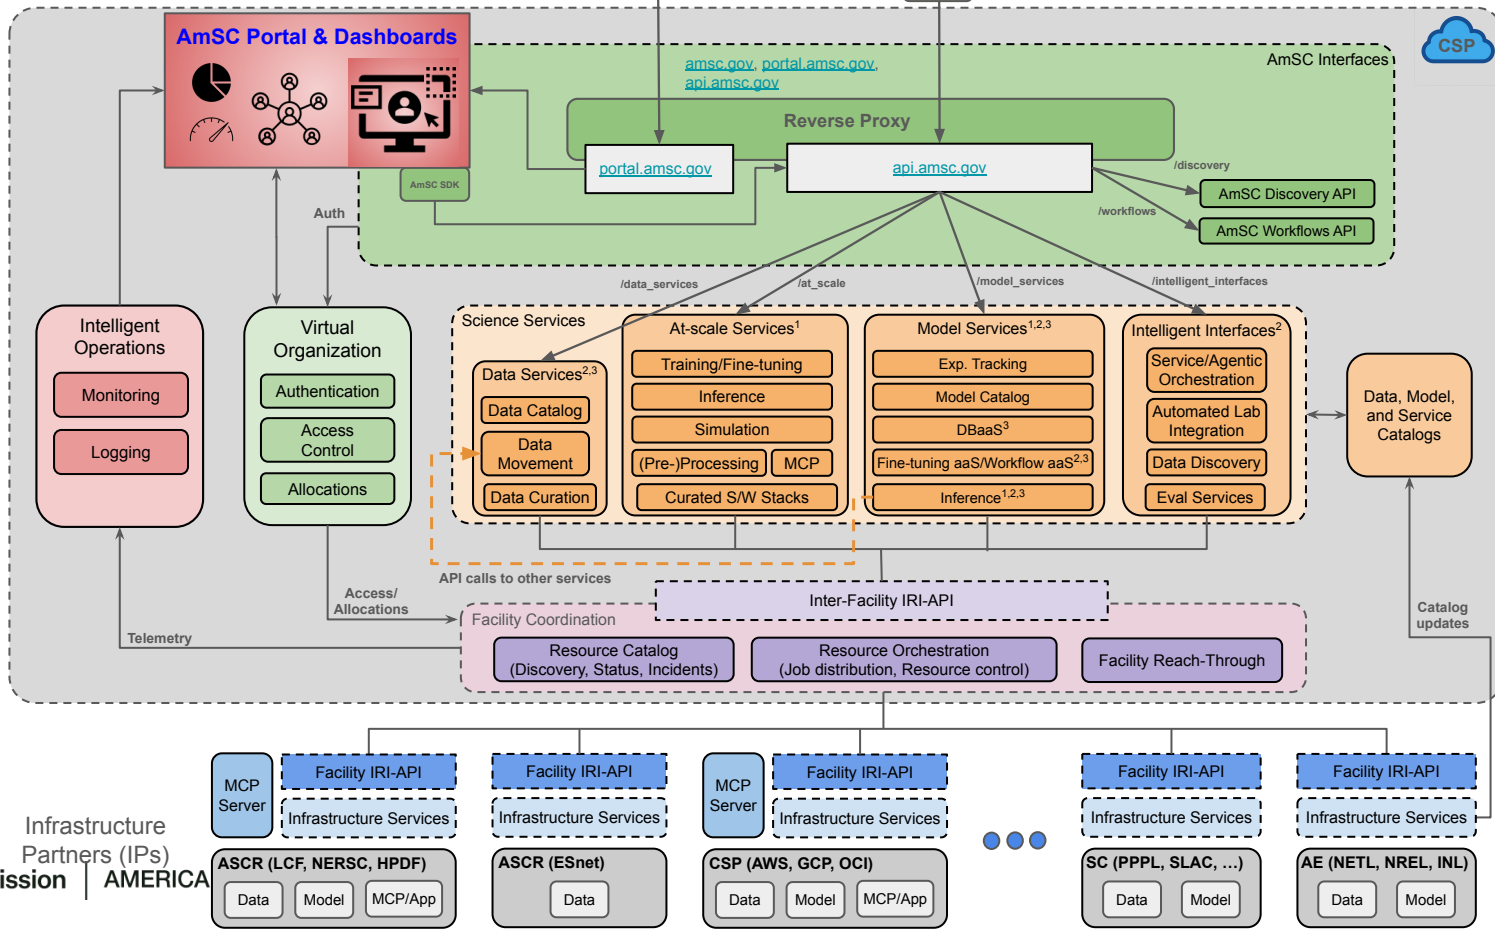 AmSC Portal & Dashboards
CSP
AmSC Interfaces
amsc.gov, portal.amsc.gov,
api.amsc.gov
Reverse Proxy
portal.amsc.gov
api.amsc.gov
/discovery
AmSC Discovery API
/workflows
AmSC Workflows API
AmSC SDK
Auth
/data_services
/at_scale
/model_services
/intelligent_interfaces
Intelligent
Operations
Monitoring
Logging
Virtual
Organization
Authentication
Access
Control
Allocations
Science Services
Data Services2,3
Data Catalog
Data
Movement
Data Curation
At-scale Services1
Training/Fine-tuning
Inference
Simulation
(Pre-)Processing
MCP
Curated S/W Stacks
Model Services1,2,3
Exp. Tracking
Model Catalog
DBaaS3
Fine-tuning aaS/Workflow aaS2,3
Inference1,2,3
Intelligent Interfaces2
Service/Agentic
Orchestration
Automated Lab
Integration
Data Discovery
Eval Services
Data, Model,
and Service
Catalogs
API calls to other services
Access/
Allocations
Telemetry
Catalog
updates
Inter-Facility IRI-API
Facility Coordination
Resource Catalog
(Discovery, Status, Incidents)
Resource Orchestration
(Job distribution, Resource control)
Facility Reach-Through
MCP
Server
Facility IRI-API
Infrastructure Services
Facility IRI-API
Infrastructure Services
MCP
Server
Facility IRI-API
Infrastructure Services
Facility IRI-API
Infrastructure Services
Facility IRI-API
Infrastructure Services
Infrastructure
Partners (IPs)
ission | AMERICA
ASCR (LCF, NERSC, HPDF)
Data
Model
MCP/App
ASCR (ESnet)
Data
CSP (AWS, GCP, OCI)
Data
Model
MCP/App
SC (PPPL, SLAC, ...)
Data
Model
AE (NETL, NREL, INL)
Data
Model